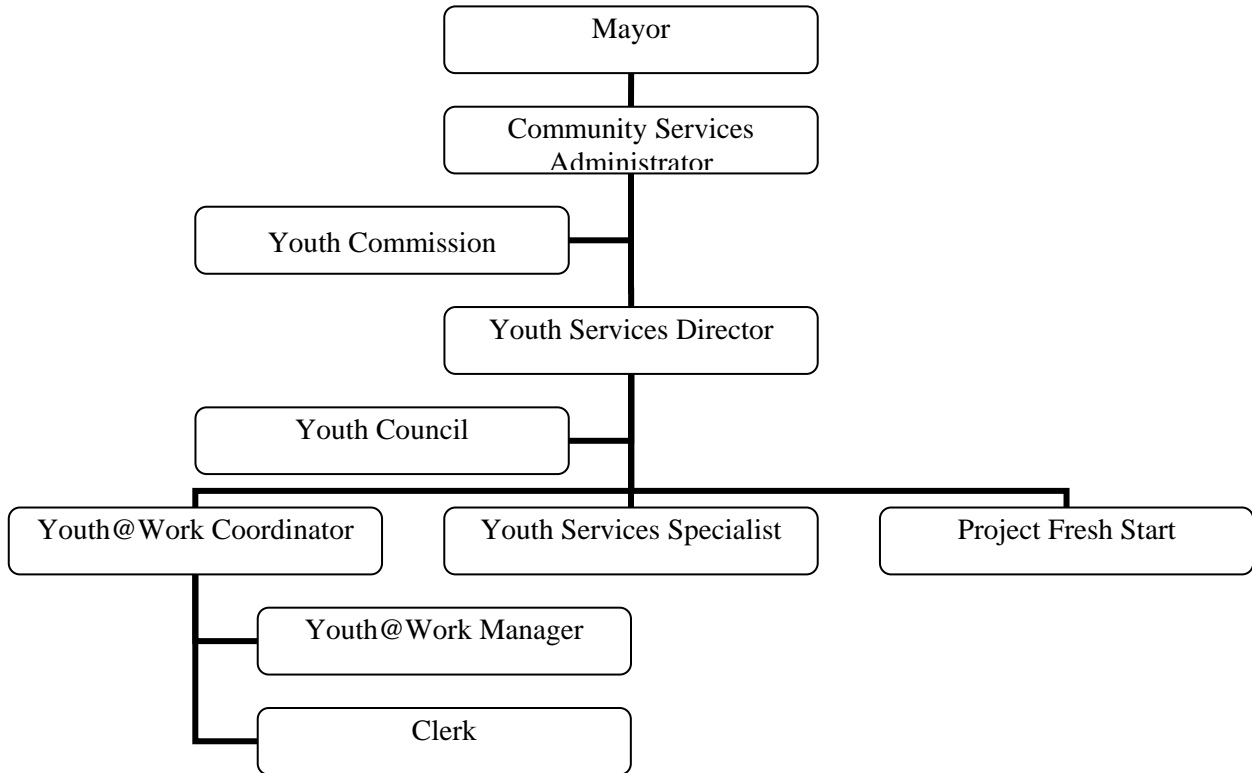 Mayor
Community Services
Administrator
Youth Commission
Youth Services Director
Youth Council
Youth@Work Coordinator
Youth Services Specialist
Project Fresh Start
Youth@Work Manager
Clerk